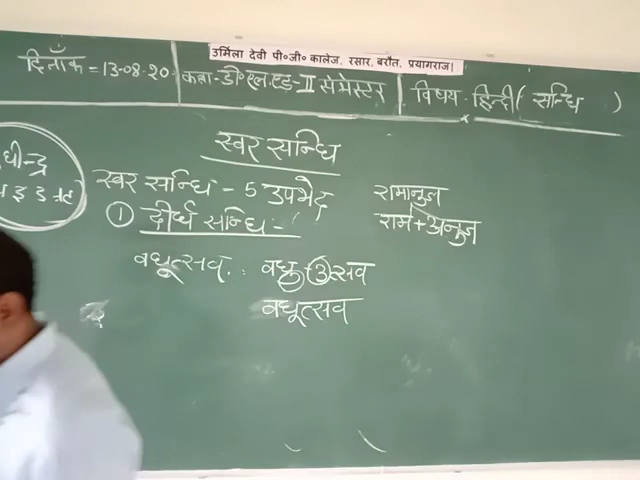 उर्मिला देवी पी०जी० कालेज, रसार, बरौत, प्रयागराज।
दिनाँक = 13-08-20
कक्षा - डी०एल०एड - II सेमेस्टर
विषय - हिन्दी ( सन्धि )
स्वर सन्धि
स्वर सन्धि - 5 उपभेद
① दीर्घ सन्धि -
वधूत्सव : वधु + उत्सव
वधूत्सव
रामानुज
राम + अनुज